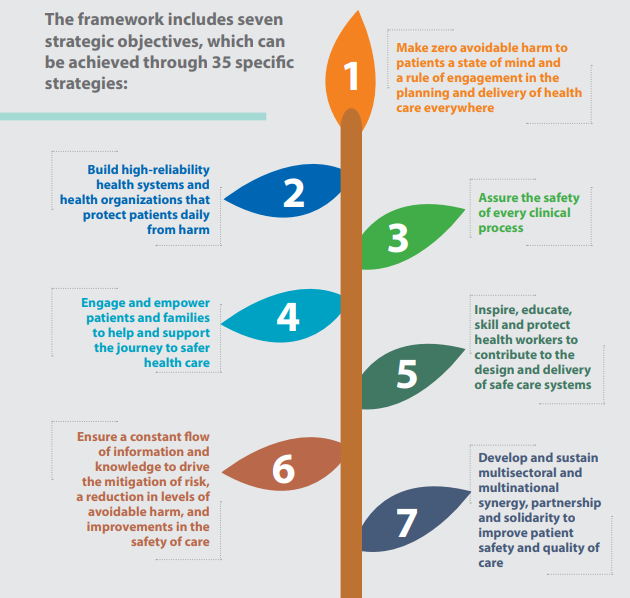 The framework includes seven
strategic objectives, which can
be achieved through 35 specific
strategies:
1
Make zero avoidable harm to
patients a state of mind and
a rule of engagement in the
planning and delivery of health
care everywhere
2
Build high-reliability
health systems and
health organizations that
protect patients daily
from harm
3
Assure the safety
of every clinical
process
4
Engage and empower
patients and families
to help and support
the journey to safer
health care
5
Inspire, educate,
skill and protect
health workers to
contribute to the
design and delivery
of safe care systems
6
Ensure a constant flow
of information and
knowledge to drive
the mitigation of risk,
a reduction in levels of
avoidable harm, and
improvements in the
safety of care
7
Develop and sustain
multisectoral and
multinational
synergy, partnership
and solidarity to
improve patient
safety and quality of
care